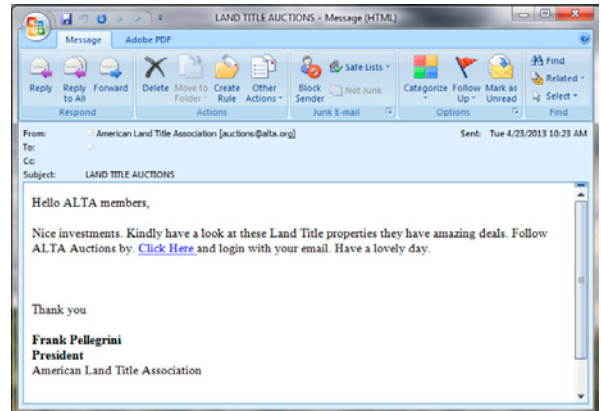 LAND TITLE AUCTIONS - Message (HTML)
Message Adobe PDF
Reply Reply to All Forward Delete Move to Folder Create Rule Other Actions Block Sender Safe Lists Not Junk Categorize Follow Up Mark as Unread Find Related Select
Respond Actions Junk E-mail Options Find
From: American Land Title Association [auctions@alta.org] Sent: Tue 4/23/2013 10:23 AM
To:
Cc:
Subject: LAND TITLE AUCTIONS
Hello ALTA members,
Nice investments. Kindly have a look at these Land Title properties they have amazing deals. Follow
ALTA Auctions by. Click Here and login with your email. Have a lovely day.
Thank you
Frank Pellegrini
President
American Land Title Association